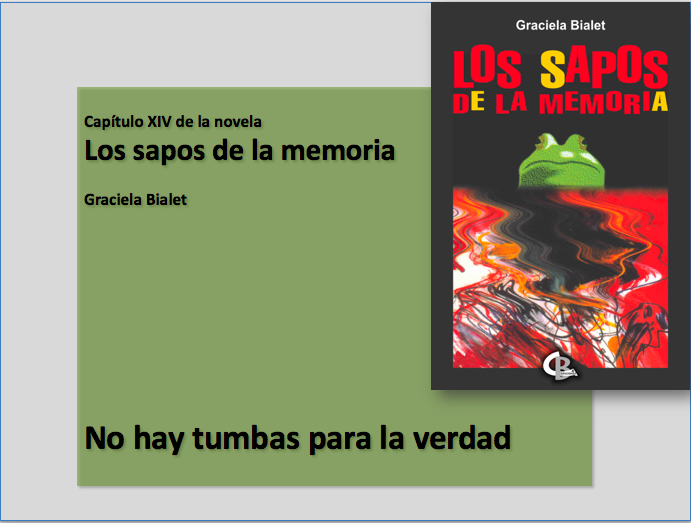 Graciela Bialet
LOS SAPOS
DE LA MEMORIA
Capítulo XIV de la novela
Los sapos de la memoria
Graciela Bialet
No hay tumbas para la verdad
CB